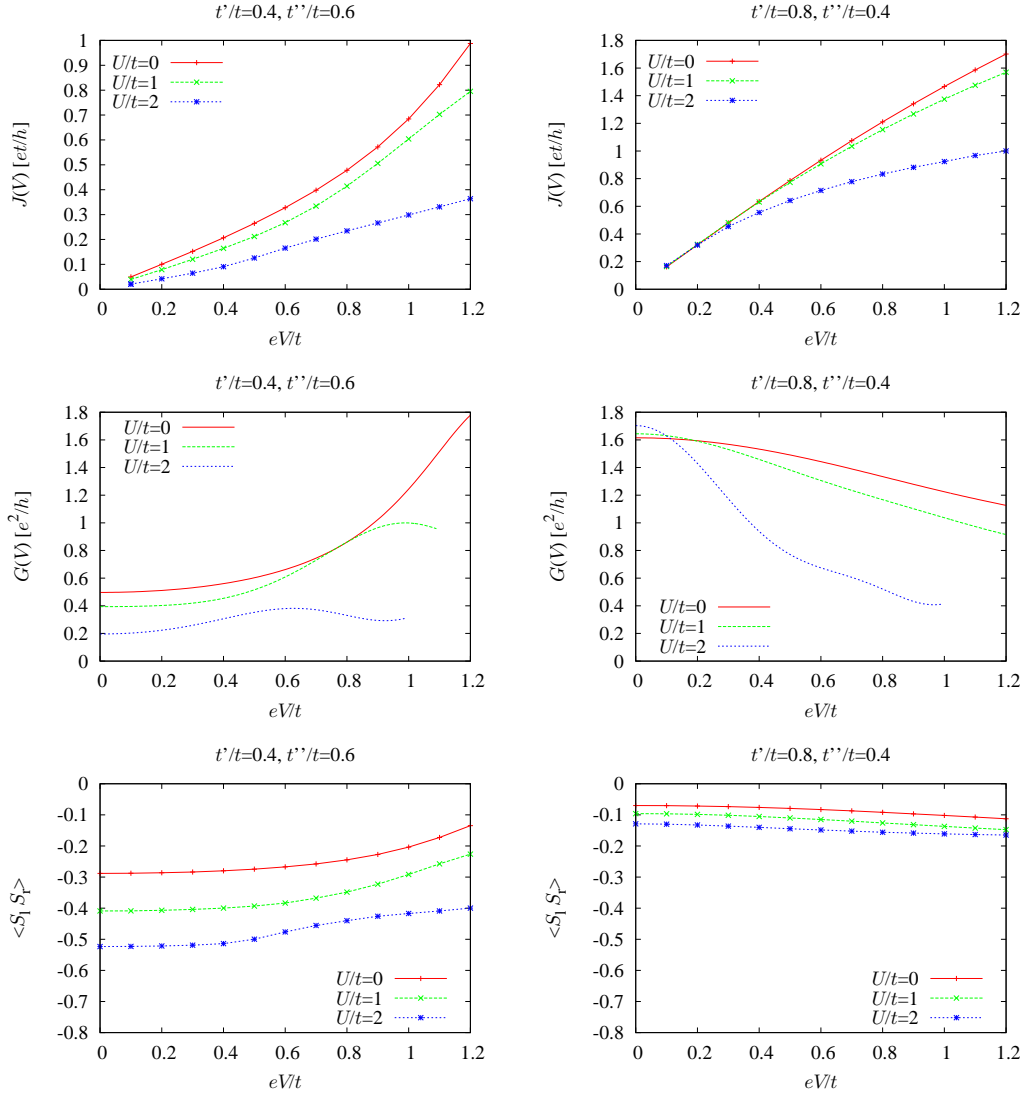 t'/t=0.4, t''/t=0.6
J(V) [et/h]
1
0.9
0.8
0.7
0.6
0.5
0.4
0.3
0.2
0.1
0
U/t=0
U/t=1
U/t=2
0 0.2 0.4 0.6 0.8 1 1.2
eV/t
t'/t=0.8, t''/t=0.4
J(V) [et/h]
1.8
1.6
1.4
1.2
1
0.8
0.6
0.4
0.2
0
U/t=0
U/t=1
U/t=2
0 0.2 0.4 0.6 0.8 1 1.2
eV/t
t'/t=0.4, t''/t=0.6
G(V) [e²/h]
1.8
1.6
1.4
1.2
1
0.8
0.6
0.4
0.2
0
U/t=0
U/t=1
U/t=2
0 0.2 0.4 0.6 0.8 1 1.2
eV/t
t'/t=0.8, t''/t=0.4
G(V) [e²/h]
1.8
1.6
1.4
1.2
1
0.8
0.6
0.4
0.2
0
U/t=0
U/t=1
U/t=2
0 0.2 0.4 0.6 0.8 1 1.2
eV/t
t'/t=0.4, t''/t=0.6
<S_l S_r>
0
-0.1
-0.2
-0.3
-0.4
-0.5
-0.6
-0.7
-0.8
U/t=0
U/t=1
U/t=2
0 0.2 0.4 0.6 0.8 1 1.2
eV/t
t'/t=0.8, t''/t=0.4
<S_l S_r>
0
-0.1
-0.2
-0.3
-0.4
-0.5
-0.6
-0.7
-0.8
U/t=0
U/t=1
U/t=2
0 0.2 0.4 0.6 0.8 1 1.2
eV/t